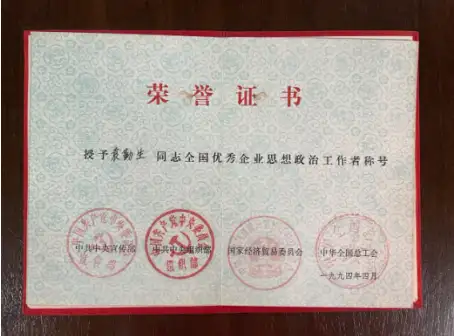 荣誉证书
授予袁勤生 同志全国优秀企业思想政治工作者称号
中共中央宣传部 中共中央组织部 国家经济贸易委员会 中华全国总工会
一九九四年四月